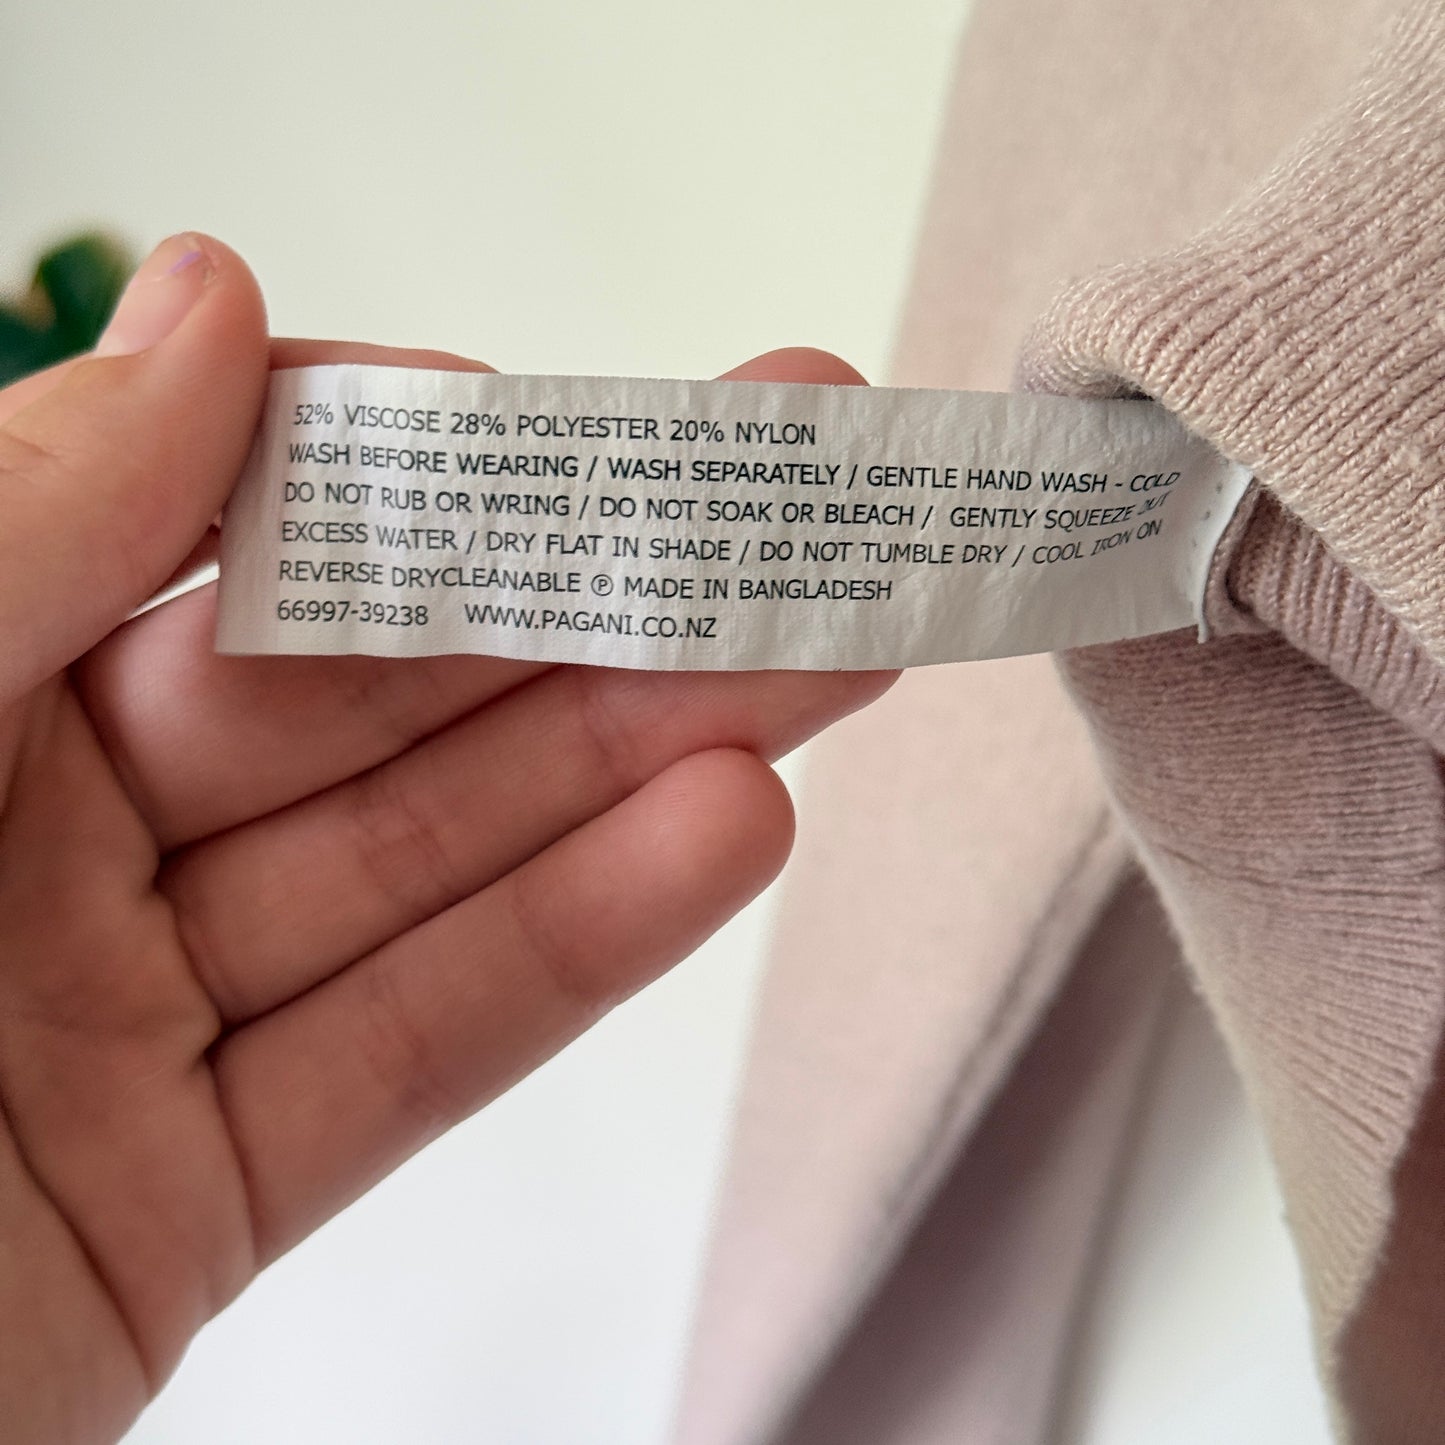 52% VISCOSE 28% POLYESTER 20% NYLON
WASH BEFORE WEARING / WASH SEPARATELY / GENTLE HAND WASH - COLD
DO NOT RUB OR WRING / DO NOT SOAK OR BLEACH / GENTLY SQUEEZE OUT
EXCESS WATER / DRY FLAT IN SHADE / DO NOT TUMBLE DRY / COOL IRON ON
REVERSE DRYCLEANABLE Ⓟ MADE IN BANGLADESH
66997-39238 WWW.PAGANI.CO.NZ